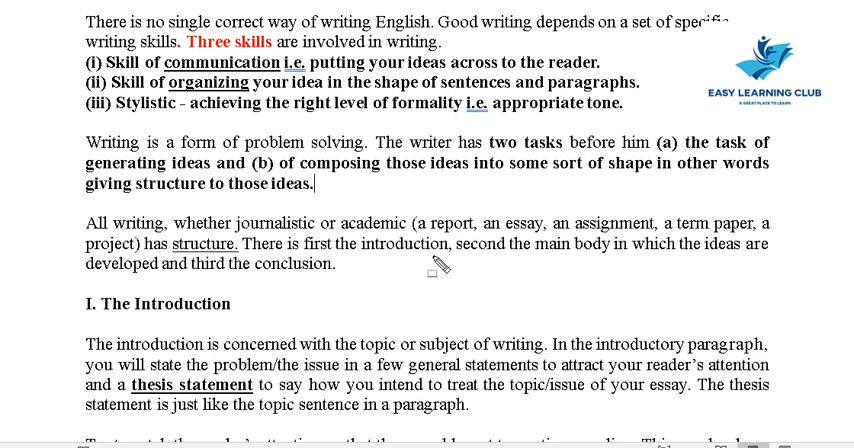 There is no single correct way of writing English. Good writing depends on a set of specific
writing skills. Three skills are involved in writing.
(i) Skill of communication i.e. putting your ideas across to the reader.
(ii) Skill of organizing your idea in the shape of sentences and paragraphs.
(iii) Stylistic - achieving the right level of formality i.e. appropriate tone.
EASY LEARNING CLUB
A GREAT PLACE TO LEARN
Writing is a form of problem solving. The writer has two tasks before him (a) the task of
generating ideas and (b) of composing those ideas into some sort of shape in other words
giving structure to those ideas.
All writing, whether journalistic or academic (a report, an essay, an assignment, a term paper, a
project) has structure. There is first the introduction, second the main body in which the ideas are
developed and third the conclusion.
I. The Introduction
The introduction is concerned with the topic or subject of writing. In the introductory paragraph,
you will state the problem/the issue in a few general statements to attract your reader's attention
and a thesis statement to say how you intend to treat the topic/issue of your essay. The thesis
statement is just like the topic sentence in a paragraph.